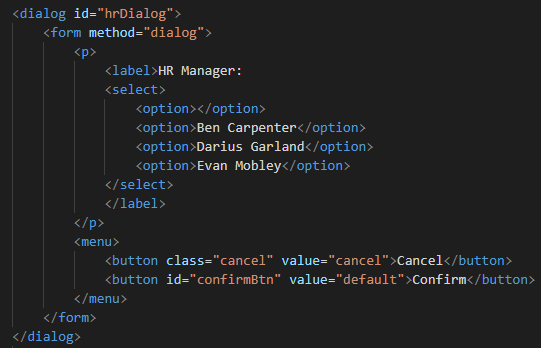 <dialog id="hrDialog">
    <form method="dialog">
        <p>
            <label>HR Manager:
            <select>
                <option></option>
                <option>Ben Carpenter</option>
                <option>Darius Garland</option>
                <option>Evan Mobley</option>
            </select>
            </label>
        </p>
        <menu>
            <button class="cancel" value="cancel">Cancel</button>
            <button id="confirmBtn" value="default">Confirm</button>
        </menu>
    </form>
</dialog>